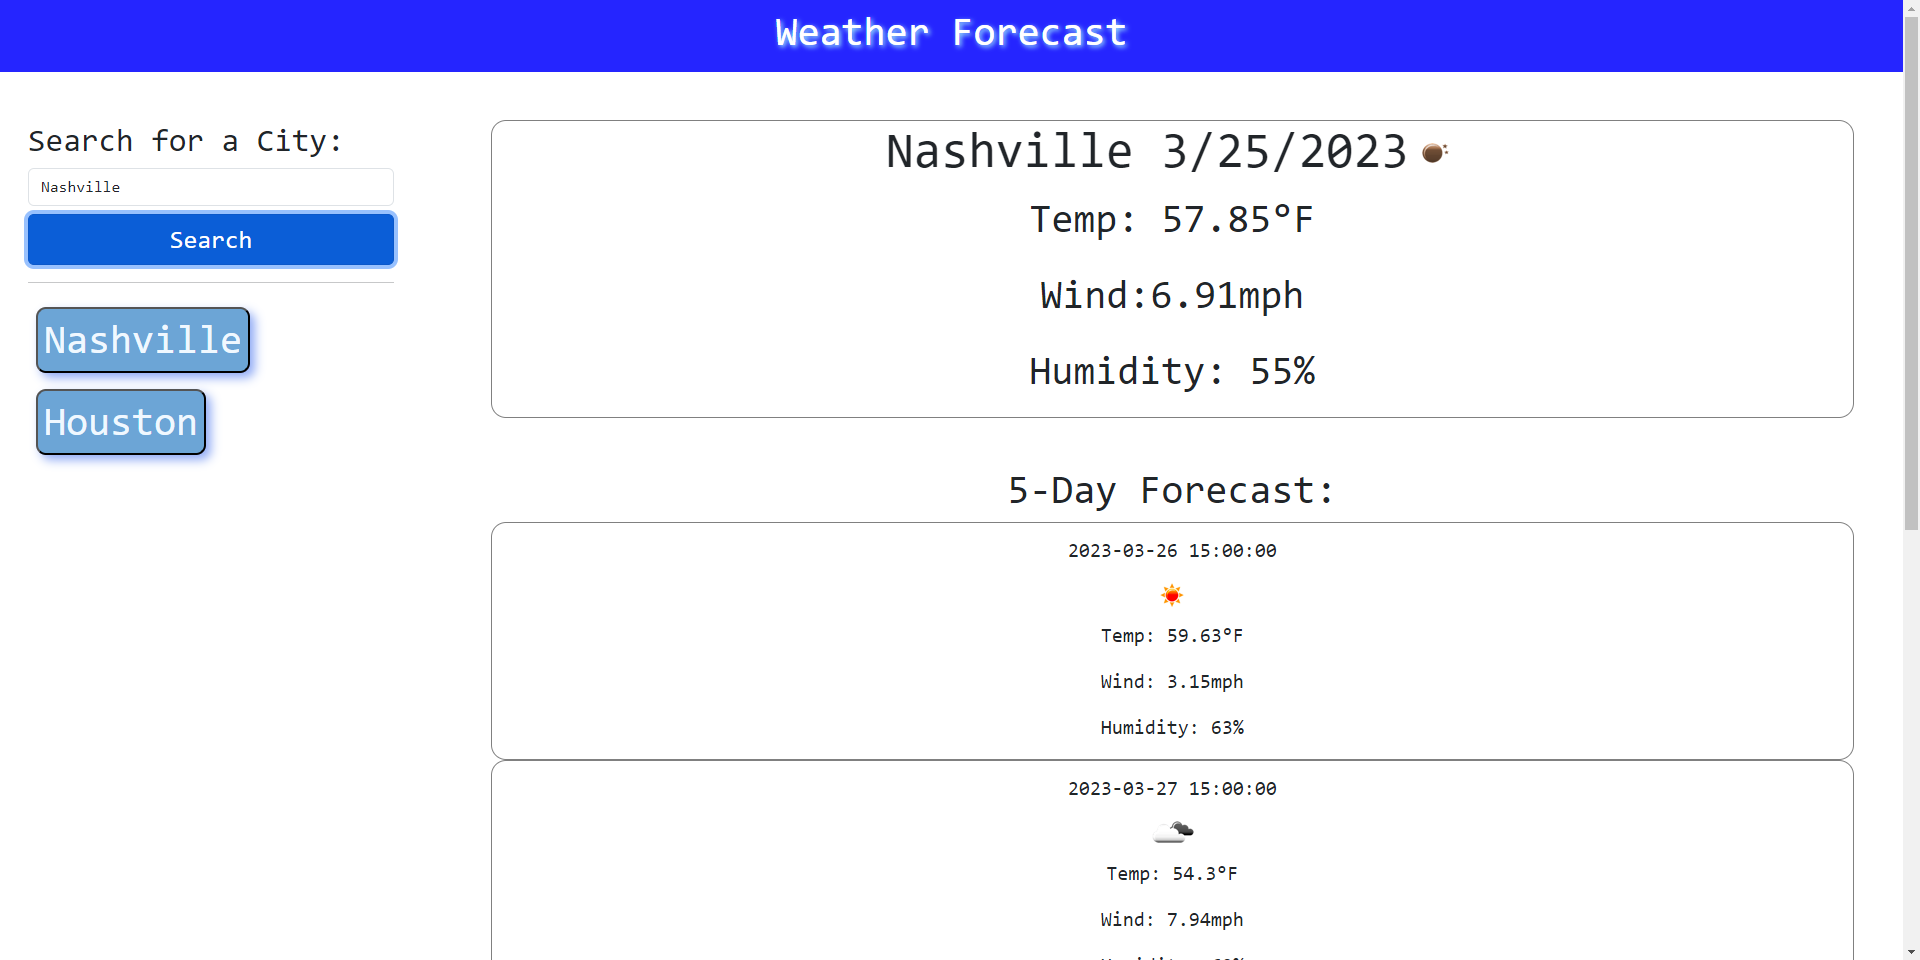 Weather Forecast
Search for a City:
Nashville
Search
Nashville
Houston
Nashville 3/25/2023
Temp: 57.85°F
Wind:6.91mph
Humidity: 55%
5-Day Forecast:
2023-03-26 15:00:00
Temp: 59.63°F
Wind: 3.15mph
Humidity: 63%
2023-03-27 15:00:00
Temp: 54.3°F
Wind: 7.94mph